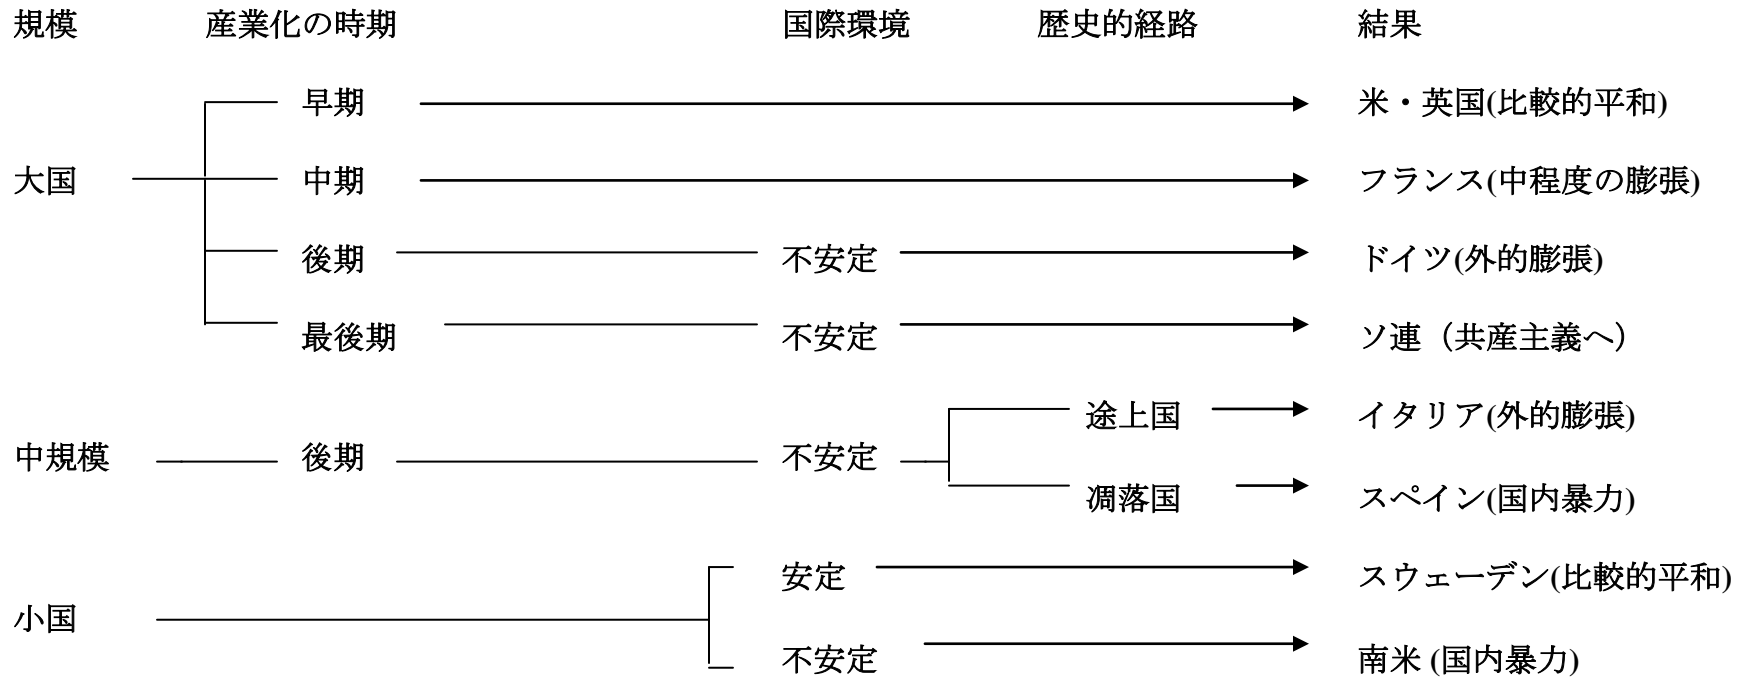 規模 産業化の時期 国際環境 歴史的経路 結果
早期 米・英国(比較的平和)
大国 中期 フランス(中程度の膨張)
後期 不安定 ドイツ(外的膨張)
最後期 不安定 ソ連（共産主義へ）
途上国 イタリア(外的膨張)
中規模 後期 不安定
凋落国 スペイン(国内暴力)
安定 スウェーデン(比較的平和)
小国
不安定 南米 (国内暴力)